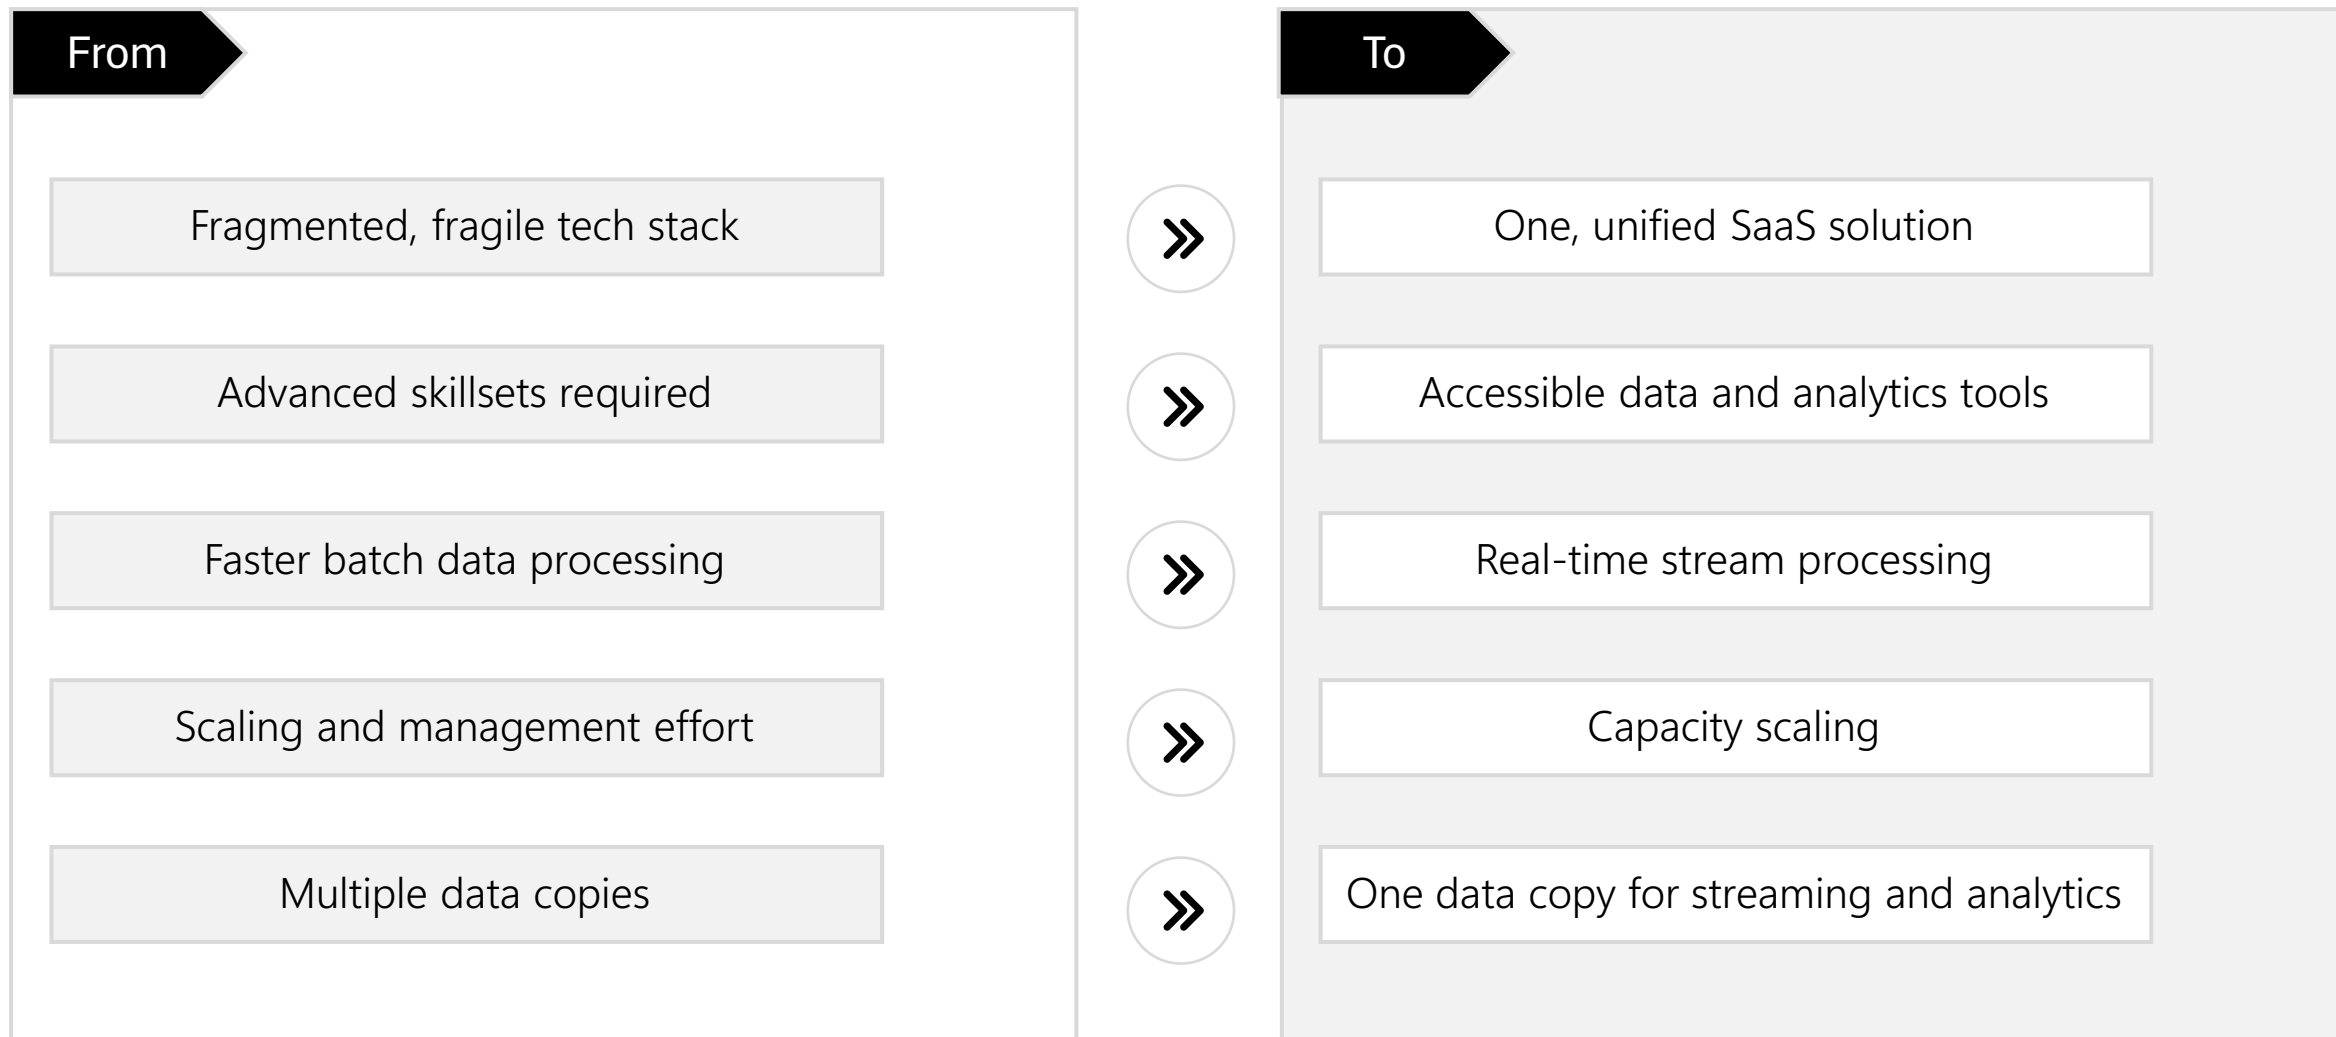 From
To
Fragmented, fragile tech stack
One, unified SaaS solution
Advanced skillsets required
Accessible data and analytics tools
Faster batch data processing
Real-time stream processing
Scaling and management effort
Capacity scaling
Multiple data copies
One data copy for streaming and analytics